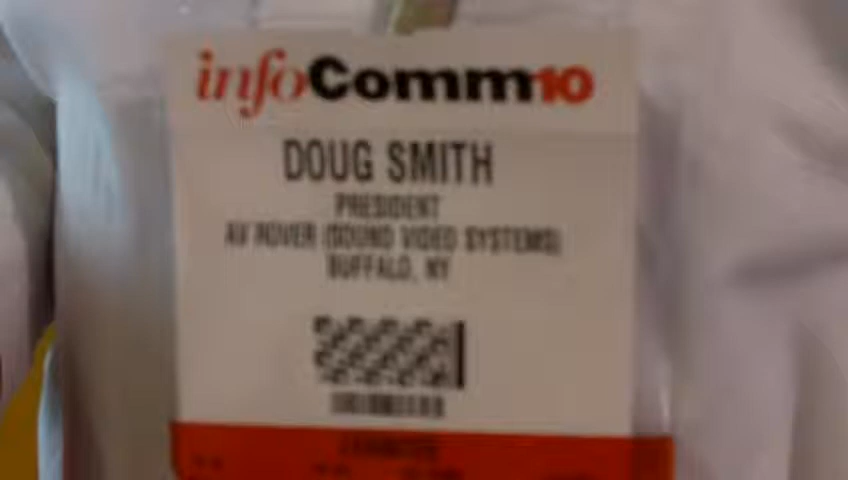 infoComm10
DOUG SMITH
PRESIDENT
AV ROVER (SOUND VIDEO SYSTEMS)
BUFFALO, NY